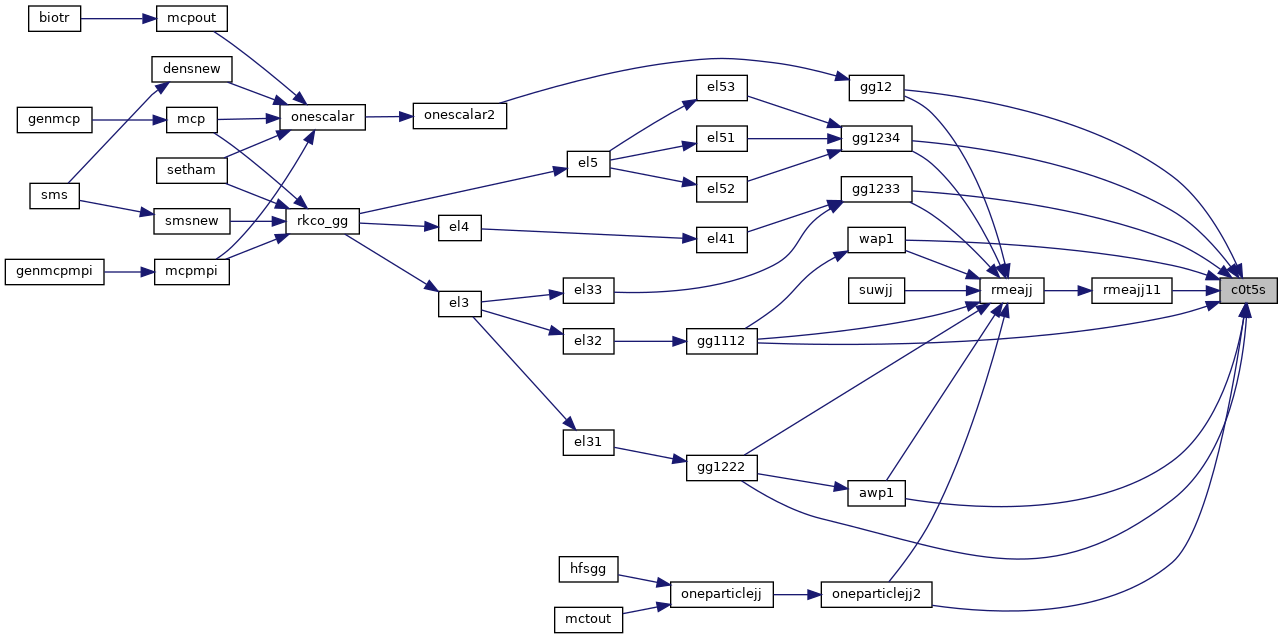 biotr
mcpout
densnew
genmcp
mcp
onescalar
onescalar2
setham
sms
smsnew
rkco_gg
genmcpmpi
mcpmpi
el5
el4
el3
el53
el51
el52
el41
el33
el32
el31
gg12
gg1234
gg1233
wap1
suwjj
rmeajj
rmeajj11
c0t5s
gg1112
gg1222
awp1
hfsgg
oneparticlejj
oneparticlejj2
mctout